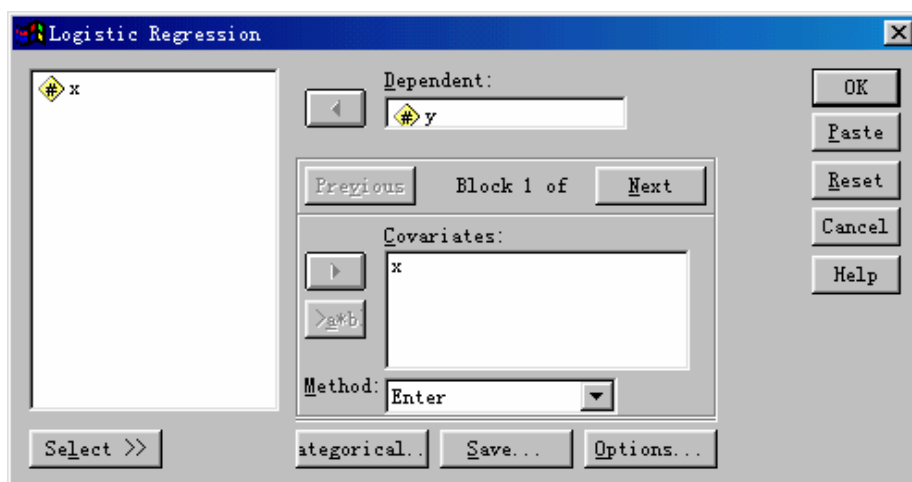 Logistic Regression
# x
Dependent:
# y
OK
Paste
Previous
Block 1 of
Next
Reset
Covariates:
Cancel
x
Help
>a*b
Method:
Enter
Select >>
ategorical..
Save...
Options...